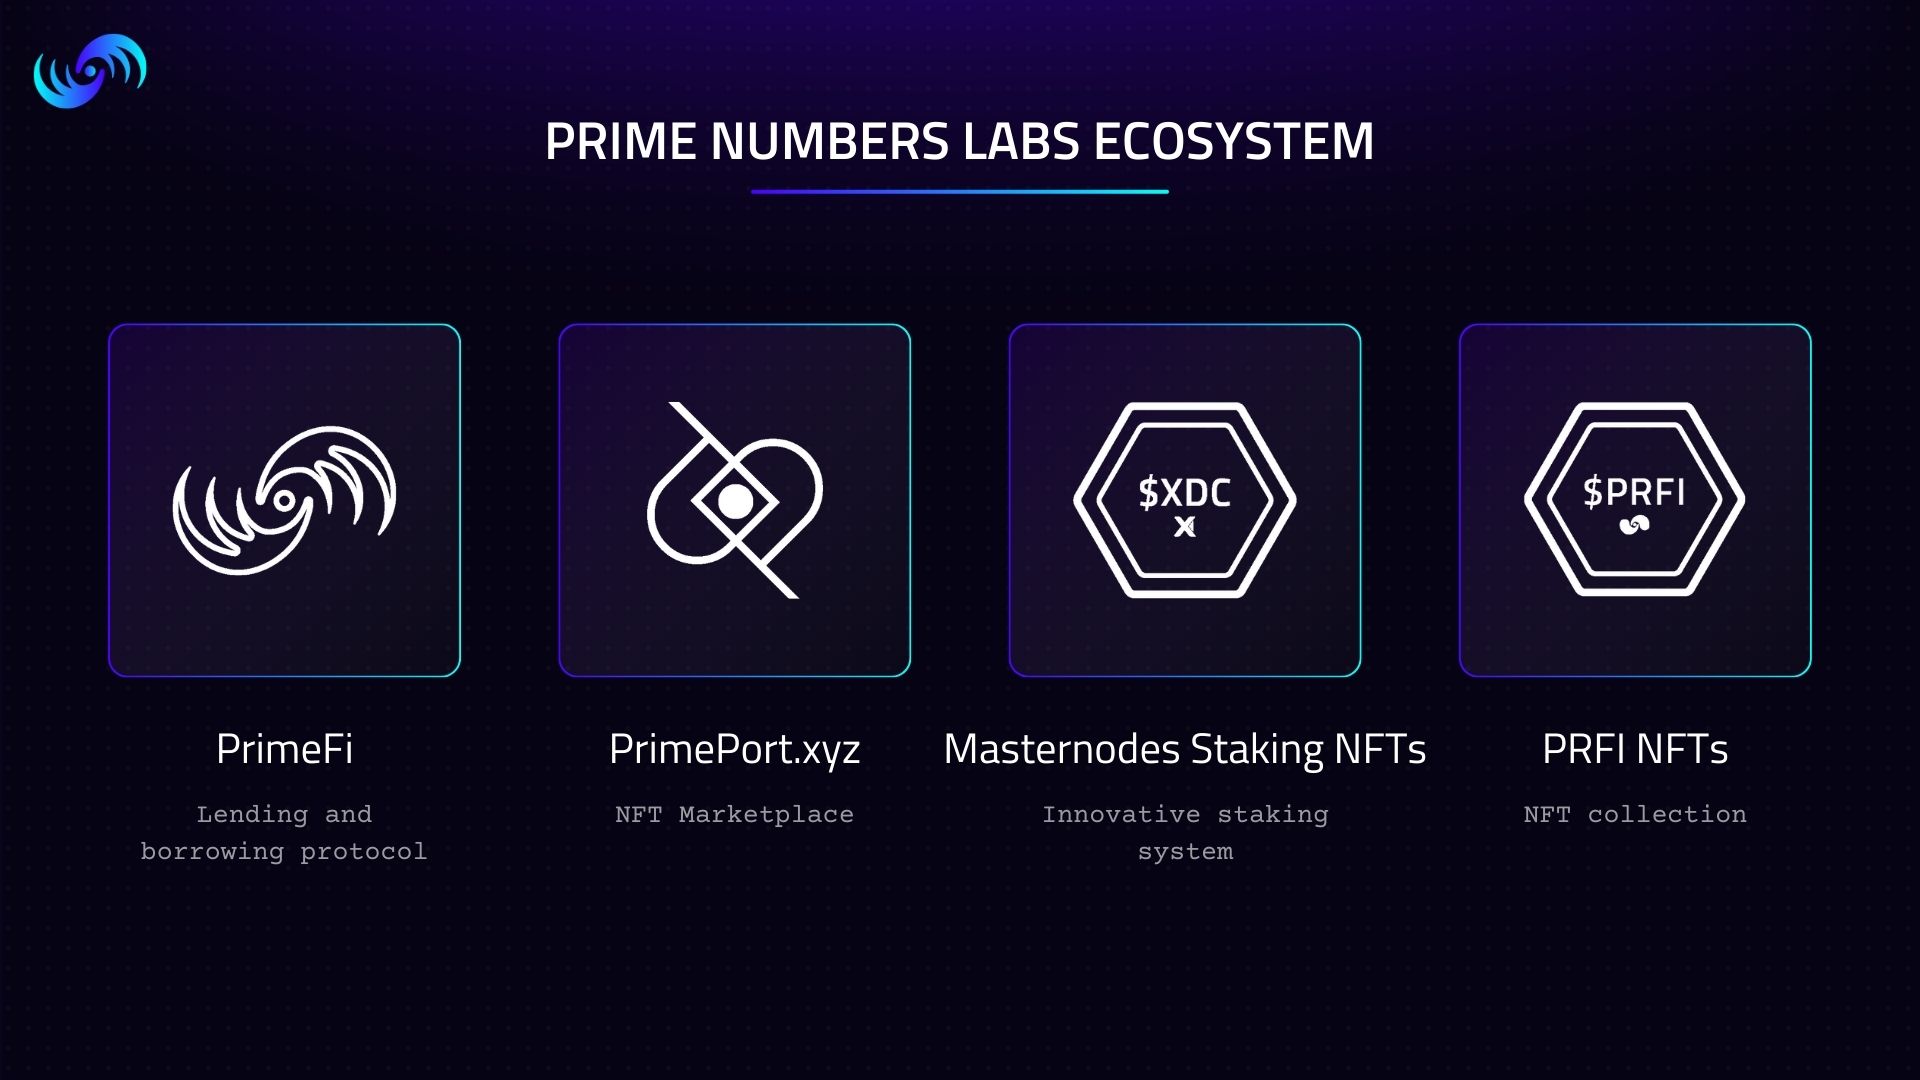 PRIME NUMBERS LABS ECOSYSTEM
$XDC
$PRFI
PrimeFi
Lending and
borrowing protocol
PrimePort.xyz
NFT Marketplace
Masternodes Staking NFTs
Innovative staking
system
PRFI NFTs
NFT collection